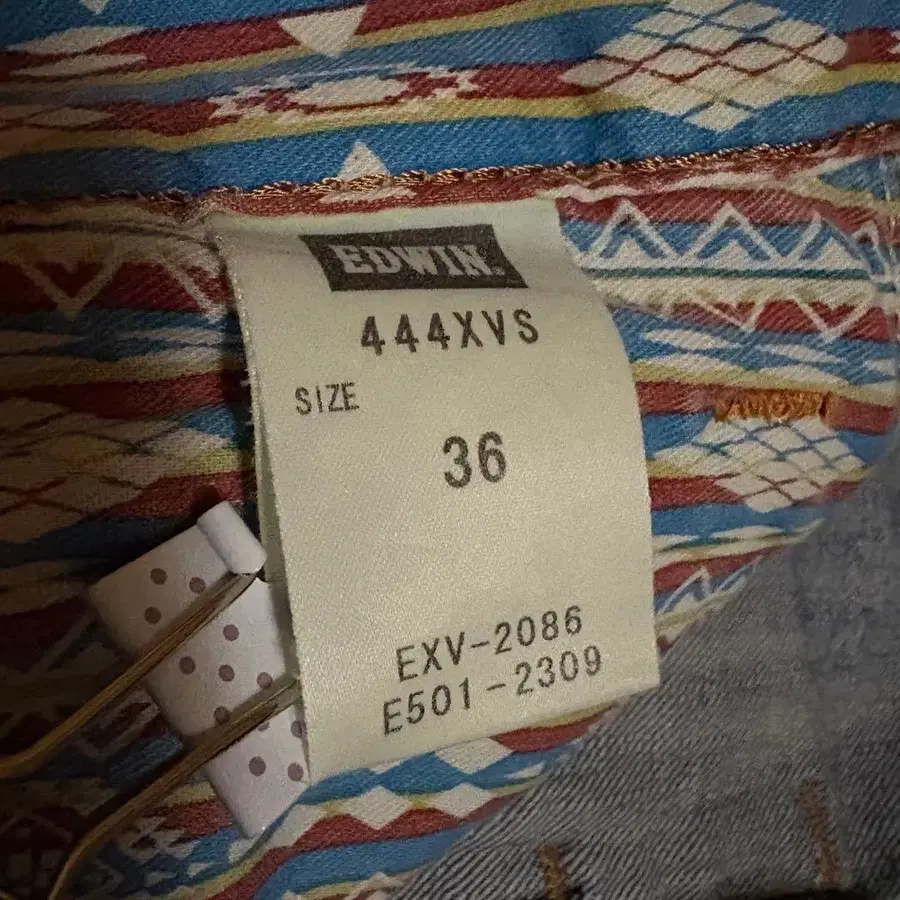 EDWIN.
444XVS
SIZE
36
EXV-2086
E501-2309